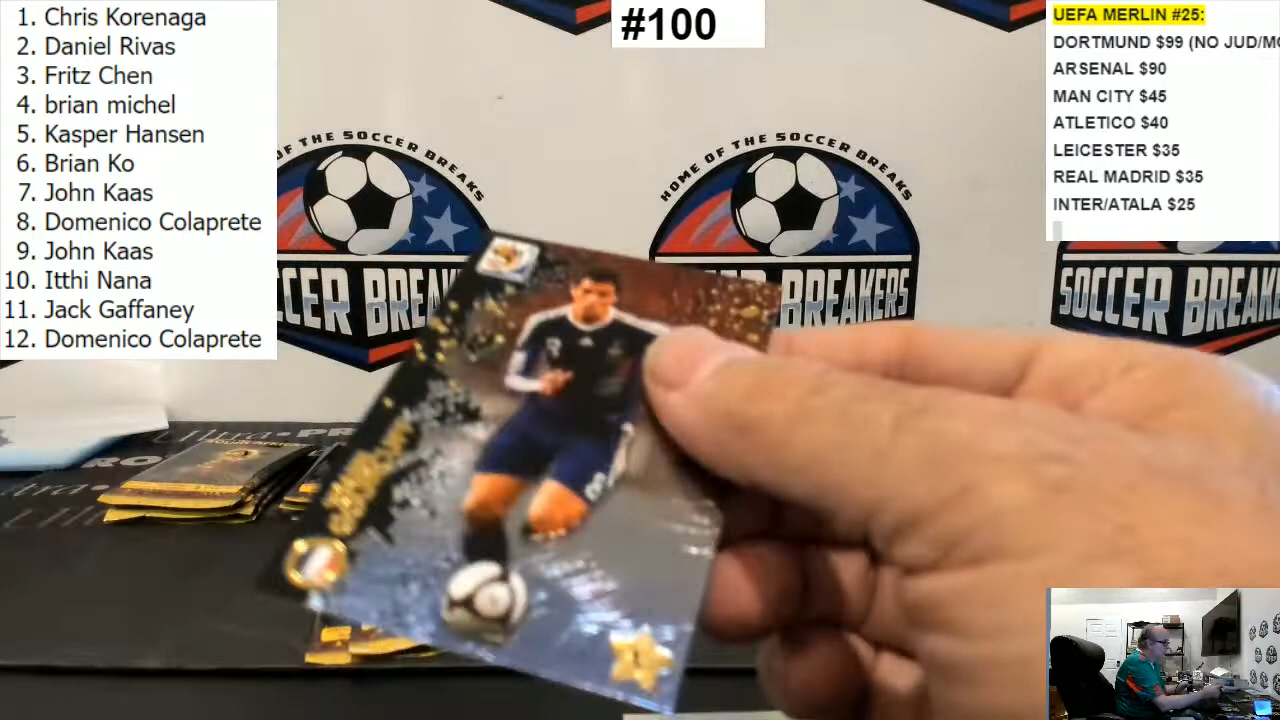 1. Chris Korenaga
2. Daniel Rivas
3. Fritz Chen
4. brian michel
5. Kasper Hansen
6. Brian Ko
7. John Kaas
8. Domenico Colaprete
9. John Kaas
10. Itthi Nana
11. Jack Gaffaney
12. Domenico Colaprete
#100
UEFA MERLIN #25:
DORTMUND $99 (NO JUD/MO
ARSENAL $90
MAN CITY $45
ATLETICO $40
LEICESTER $35
REAL MADRID $35
INTER/ATALA $25
OF THE SOCCER BREAKS
HOME OF THE SOCCER BREAKS
CCER BREA
BREAKERS
SOCCER BREAKERS